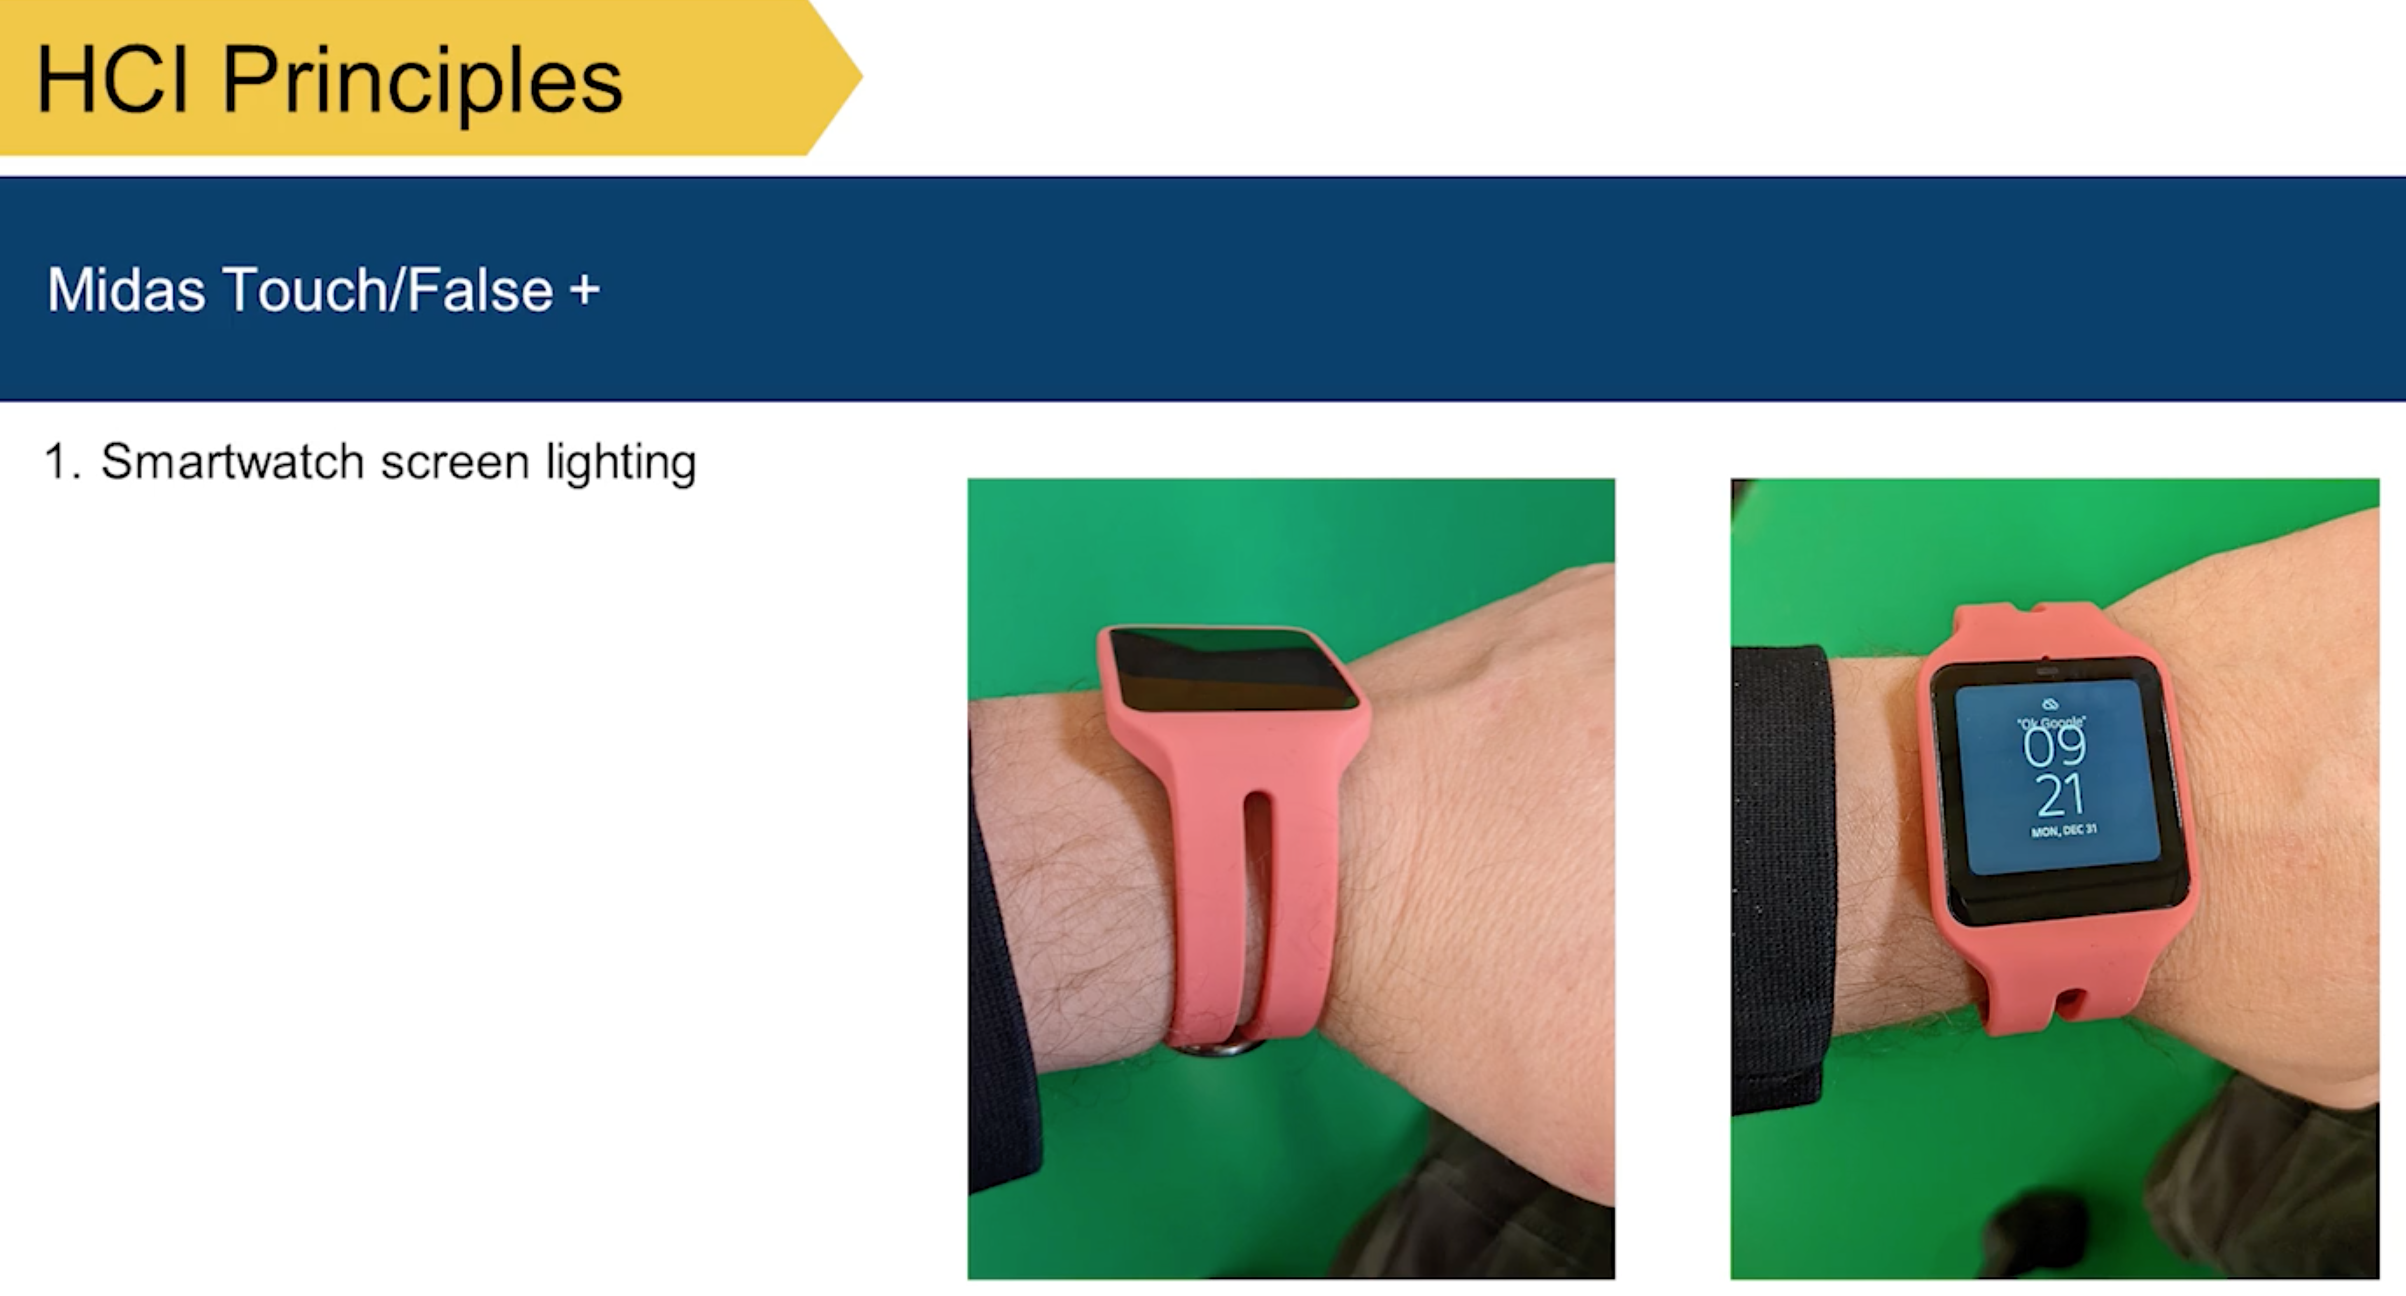 HCI Principles
Midas Touch/False +
1. Smartwatch screen lighting
"Ok Google"
09
21
MON, DEC 31